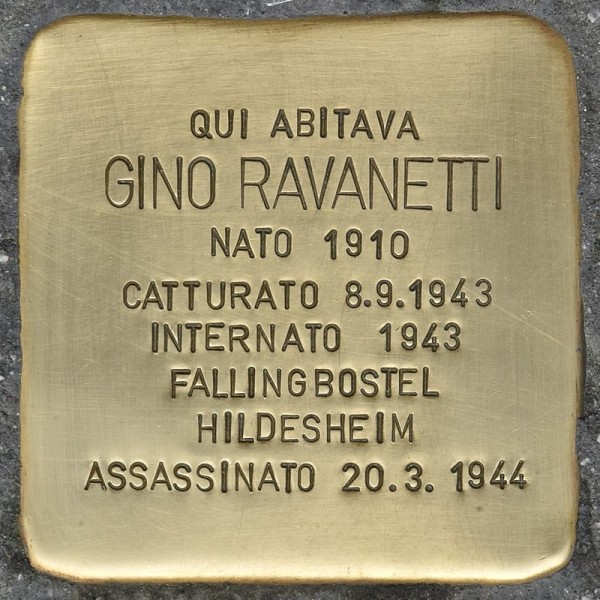 QUI ABITAVA
GINO RAVANETTI
NATO 1910
CATTURATO 8.9.1943
INTERNATO 1943
FALLINGBOSTEL
HILDESHEIM
ASSASSINATO 20.3. 1944